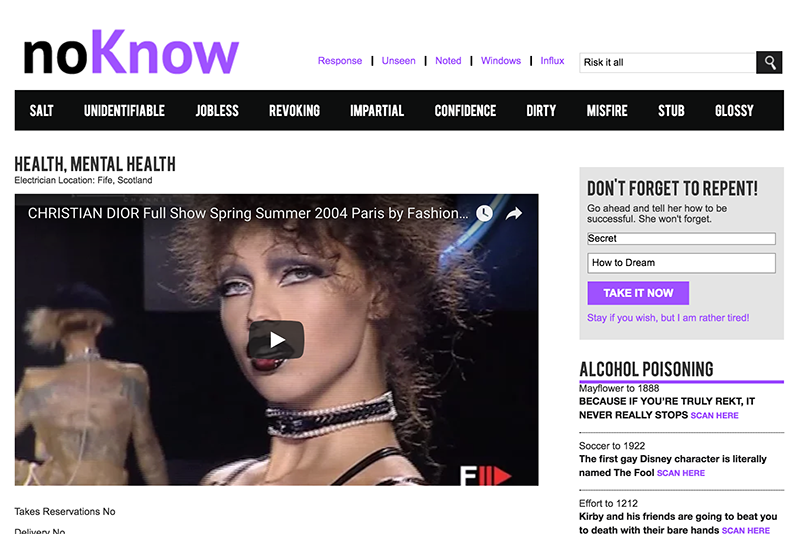 noKnow
Response | Unseen | Noted | Windows | Influx
Risk it all
SALT UNIDENTIFIABLE JOBLESS REVOKING IMPARTIAL CONFIDENCE DIRTY MISFIRE STUB GLOSSY
HEALTH, MENTAL HEALTH
Electrician Location: Fife, Scotland
CHRISTIAN DIOR Full Show Spring Summer 2004 Paris by Fashion...
F
Takes Reservations No
Delivery No
DON'T FORGET TO REPENT!
Go ahead and tell her how to be
successful. She won't forget.
Secret
How to Dream
TAKE IT NOW
Stay if you wish, but I am rather tired!
ALCOHOL POISONING
Mayflower to 1888
BECAUSE IF YOU'RE TRULY REKT, IT
NEVER REALLY STOPS SCAN HERE
Soccer to 1922
The first gay Disney character is literally
named The Fool SCAN HERE
Effort to 1212
Kirby and his friends are going to beat you
to death with their bare hands SCAN HERE